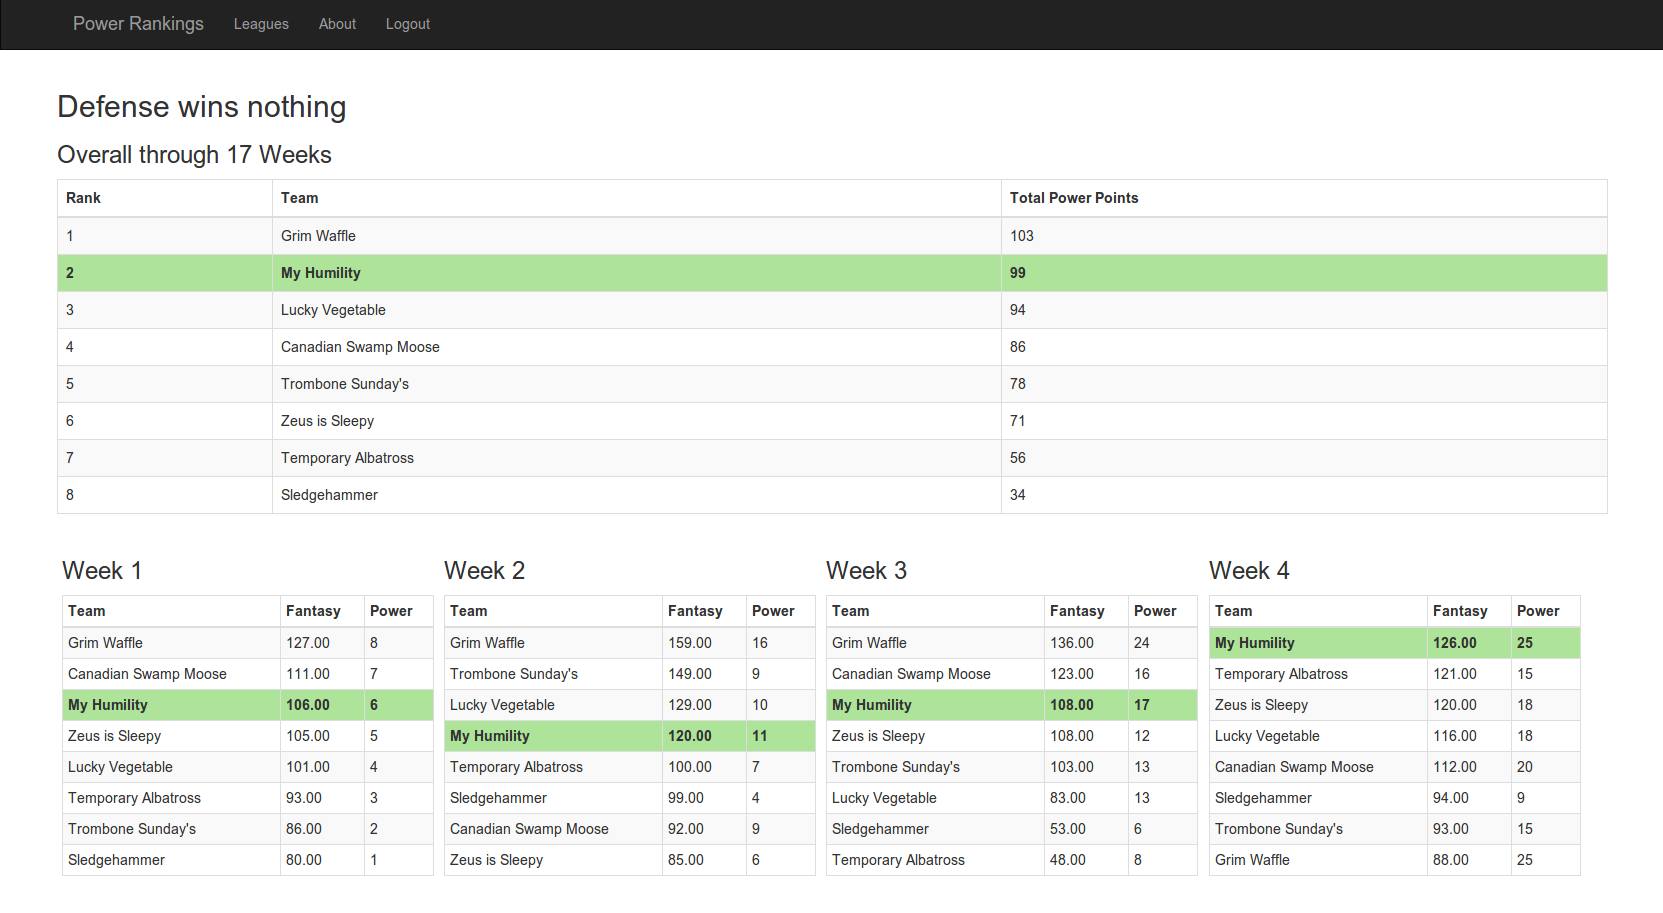 Power Rankings Leagues About Logout
Defense wins nothing
Overall through 17 Weeks
Rank Team Total Power Points
1 Grim Waffle 103
2 My Humility 99
3 Lucky Vegetable 94
4 Canadian Swamp Moose 86
5 Trombone Sunday's 78
6 Zeus is Sleepy 71
7 Temporary Albatross 56
8 Sledgehammer 34
Week 1
Team Fantasy Power
Grim Waffle 127.00 8
Canadian Swamp Moose 111.00 7
My Humility 106.00 6
Zeus is Sleepy 105.00 5
Lucky Vegetable 101.00 4
Temporary Albatross 93.00 3
Trombone Sunday's 86.00 2
Sledgehammer 80.00 1
Week 2
Team Fantasy Power
Grim Waffle 159.00 16
Trombone Sunday's 149.00 9
Lucky Vegetable 129.00 10
My Humility 120.00 11
Temporary Albatross 100.00 7
Sledgehammer 99.00 4
Canadian Swamp Moose 92.00 9
Zeus is Sleepy 85.00 6
Week 3
Team Fantasy Power
Grim Waffle 136.00 24
Canadian Swamp Moose 123.00 16
My Humility 108.00 17
Zeus is Sleepy 108.00 12
Trombone Sunday's 103.00 13
Lucky Vegetable 83.00 13
Sledgehammer 53.00 6
Temporary Albatross 48.00 8
Week 4
Team Fantasy Power
My Humility 126.00 25
Temporary Albatross 121.00 15
Zeus is Sleepy 120.00 18
Lucky Vegetable 116.00 18
Canadian Swamp Moose 112.00 20
Sledgehammer 94.00 9
Trombone Sunday's 93.00 15
Grim Waffle 88.00 25